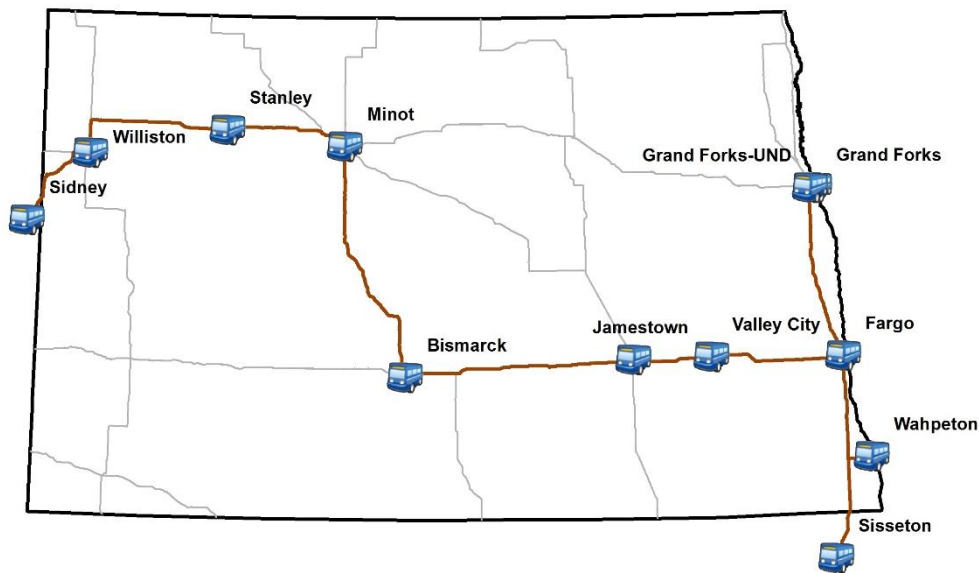 Stanley
Minot
Williston
Grand Forks-UND
Grand Forks
Sidney
Bismarck
Jamestown
Valley City
Fargo
Wahpeton
Sisseton